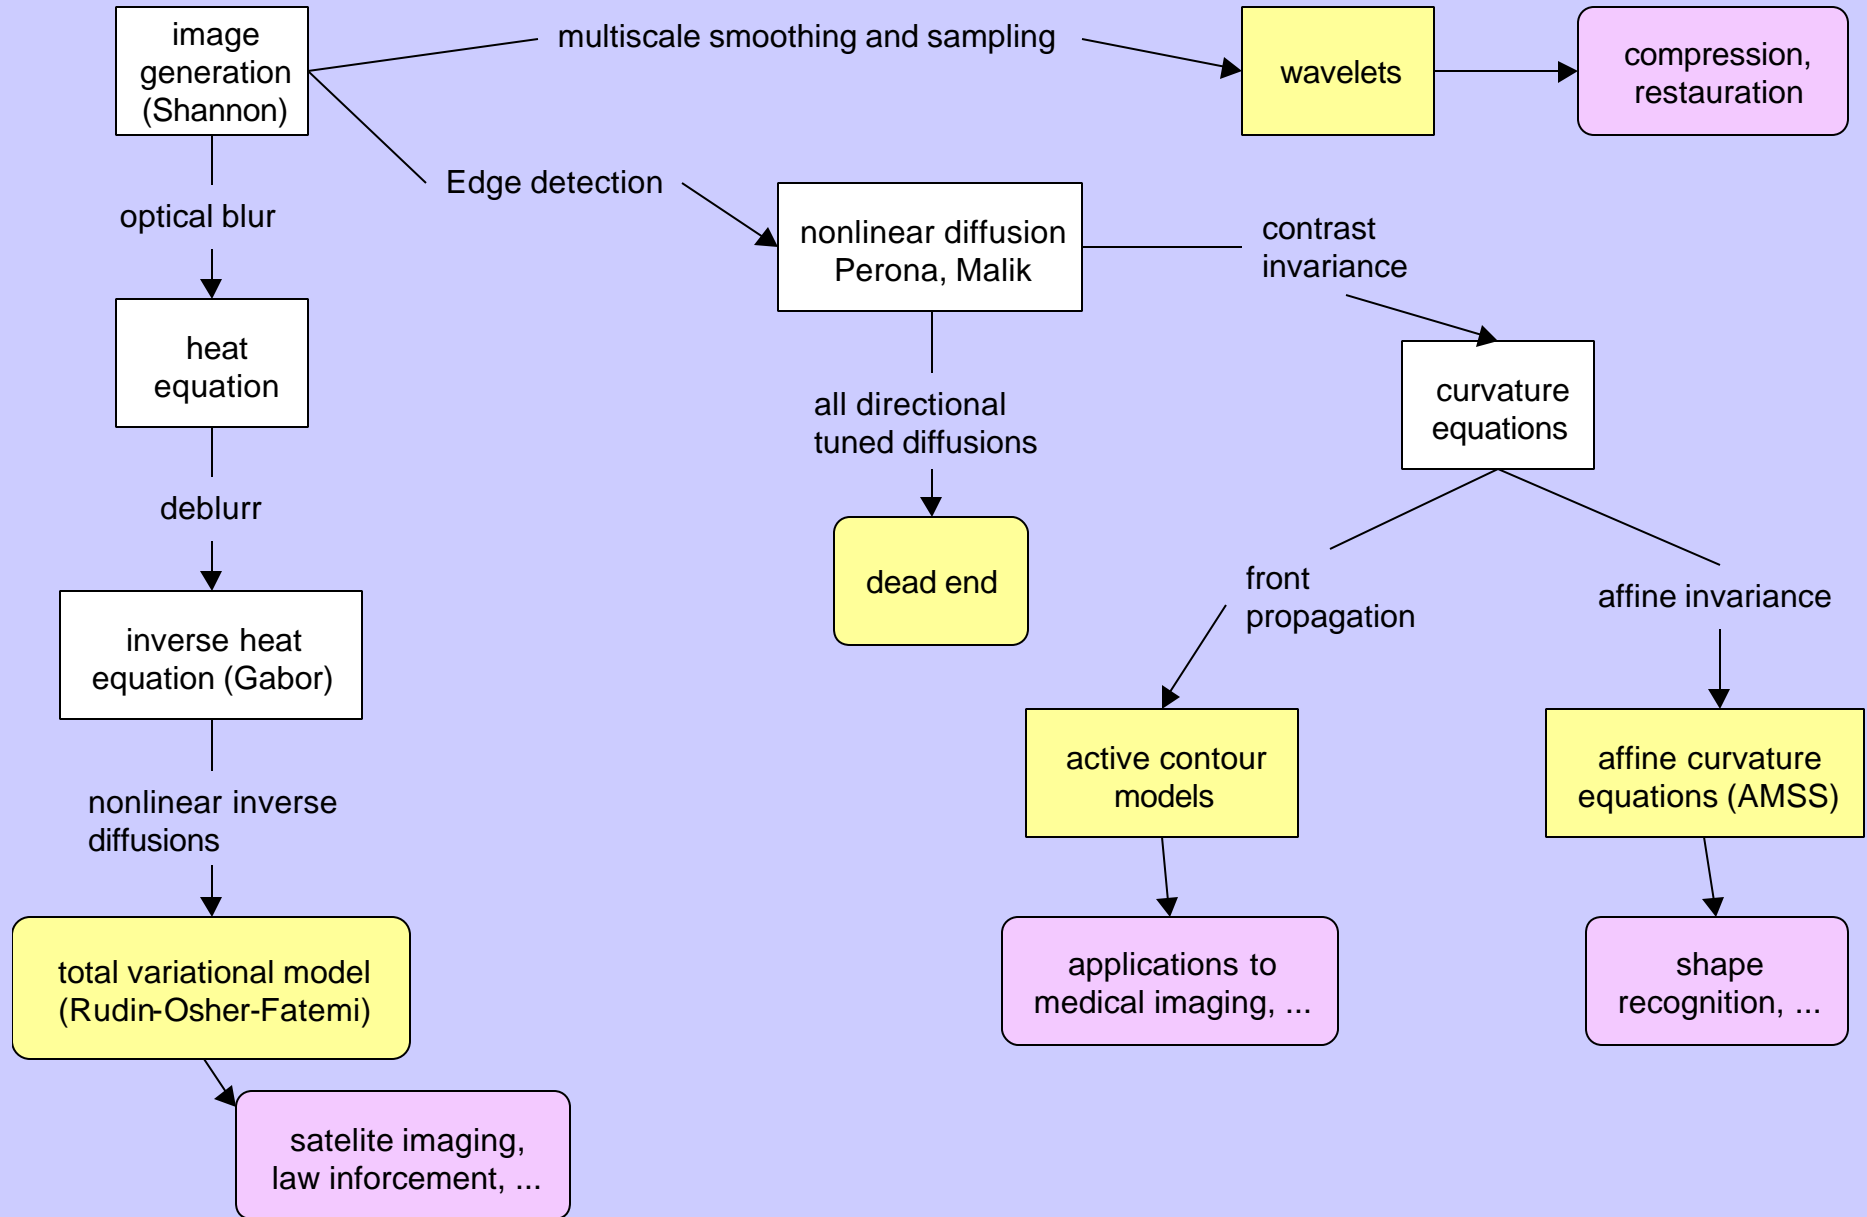 image
generation
(Shannon)
multiscale smoothing and sampling
wavelets
compression,
restauration
Edge detection
optical blur
nonlinear diffusion
Perona, Malik
contrast
invariance
heat
equation
all directional
tuned diffusions
curvature
equations
deblurr
dead end
front
propagation
affine invariance
inverse heat
equation (Gabor)
active contour
models
affine curvature
equations (AMSS)
nonlinear inverse
diffusions
total variational model
(Rudin-Osher-Fatemi)
applications to
medical imaging, ...
shape
recognition, ...
satelite imaging,
law inforcement, ...